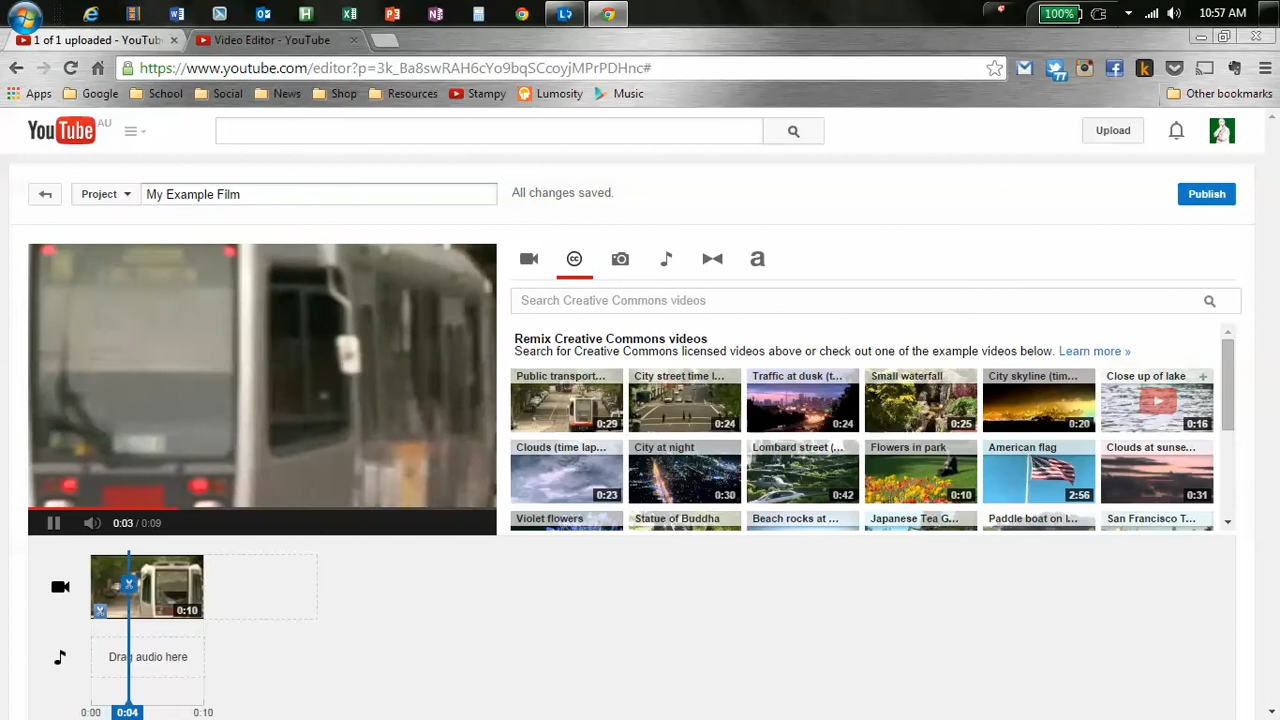 100%
10:57 AM
1 of 1 uploaded - YouTub
Video Editor - YouTube
https://www.youtube.com/editor?p=3k_Ba8swRAH6cYo9bqSCcoyjMPrPDHnc#
77
Apps
Google
School
Social
News
Shop
Resources
Stampy
Lumosity
Music
Other bookmarks
YouTube AU
Upload
Project
My Example Film
All changes saved.
Publish
cc
a
Search Creative Commons videos
Remix Creative Commons videos
Search for Creative Commons licensed videos above or check out one of the example videos below. Learn more »
Public transport... 0:29
City street time l... 0:24
Traffic at dusk (t... 0:24
Small waterfall 0:25
City skyline (tim... 0:20
Close up of lake + 0:16
Clouds (time lap... 0:23
City at night 0:30
Lombard street (... 0:42
Flowers in park 0:10
American flag 2:56
Clouds at sunse... 0:31
Violet flowers
Statue of Buddha
Beach rocks at ...
Japanese Tea G...
Paddle boat on l...
San Francisco T...
0:03 / 0:09
0:10
Drag audio here
0:00
0:04
0:10